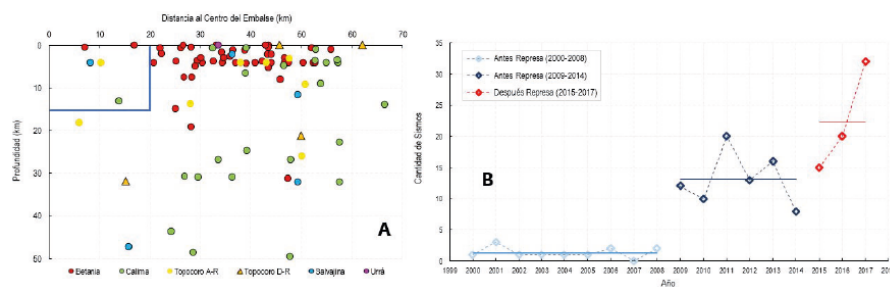 Distancia al Centro del Embalse (km)
0 10 20 30 40 50 60 70
0
10
20
30
40
50
Profundidad (km)
A
Betania Calima Topocoro A-R Topocoro D-R Salvajina Urrá
35
30
25
20
15
10
5
0
Cantidad de Sismos
Antes Represa (2000-2008)
Antes Represa (2009-2014)
Después Represa (2015-2017)
B
1999 2000 2001 2002 2003 2004 2005 2006 2007 2008 2009 2010 2011 2012 2013 2014 2015 2016 2017 201
Año